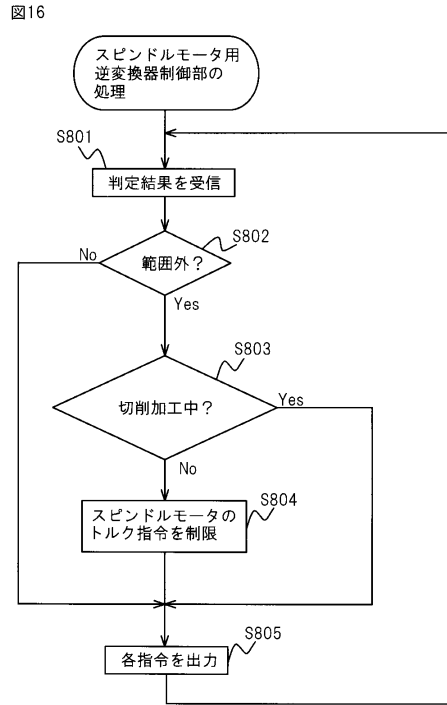 図16
スピンドルモータ用
逆変換器制御部の
処理
S801
判定結果を受信
S802
No
範囲外？
Yes
S803
切削加工中？
Yes
No
S804
スピンドルモータの
トルク指令を制限
S805
各指令を出力